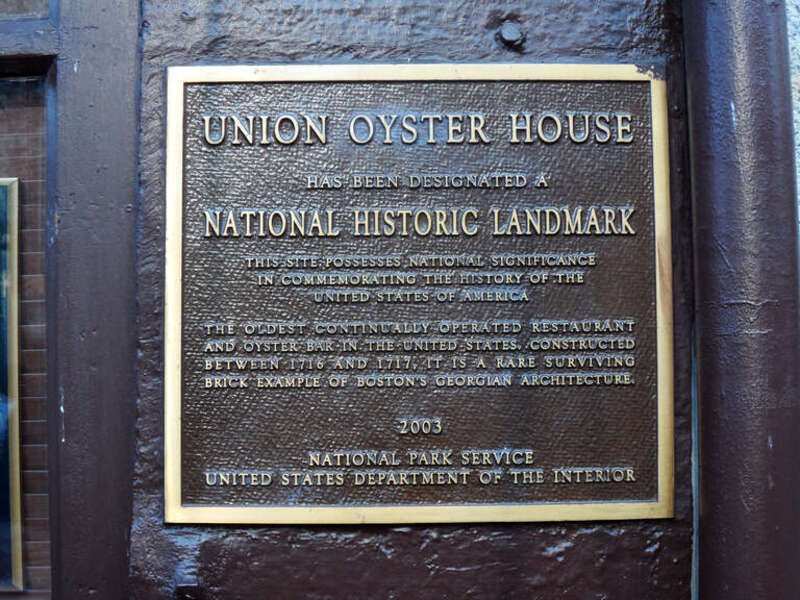 UNION OYSTER HOUSE
HAS BEEN DESIGNATED A
NATIONAL HISTORIC LANDMARK
THIS SITE POSSESSES NATIONAL SIGNIFICANCE
IN COMMEMORATING THE HISTORY OF THE
UNITED STATES OF AMERICA
THE OLDEST CONTINUALLY OPERATED RESTAURANT
AND OYSTER BAR IN THE UNITED STATES. CONSTRUCTED
BETWEEN 1716 AND 1717, IT IS A RARE SURVIVING
BRICK EXAMPLE OF BOSTON'S GEORGIAN ARCHITECTURE.
2003
NATIONAL PARK SERVICE
UNITED STATES DEPARTMENT OF THE INTERIOR